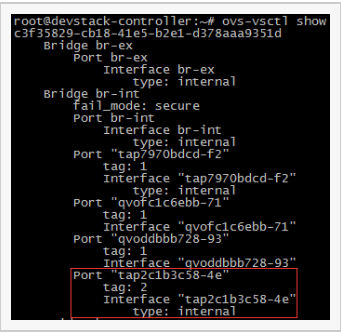 root@devstack-controller:~# ovs-vsctl show
c3f35829-cb18-41e5-b2e1-d378aaa9351d
Bridge br-ex
Port br-ex
Interface br-ex
type: internal
Bridge br-int
fail_mode: secure
Port br-int
Interface br-int
type: internal
Port "tap7970bdcd-f2"
tag: 1
Interface "tap7970bdcd-f2"
type: internal
Port "qvofc1c6ebb-71"
tag: 1
Interface "qvofc1c6ebb-71"
Port "qvoddbbb728-93"
tag: 1
Interface "qvoddbbb728-93"
Port "tap2c1b3c58-4e"
tag: 2
Interface "tap2c1b3c58-4e"
type: internal